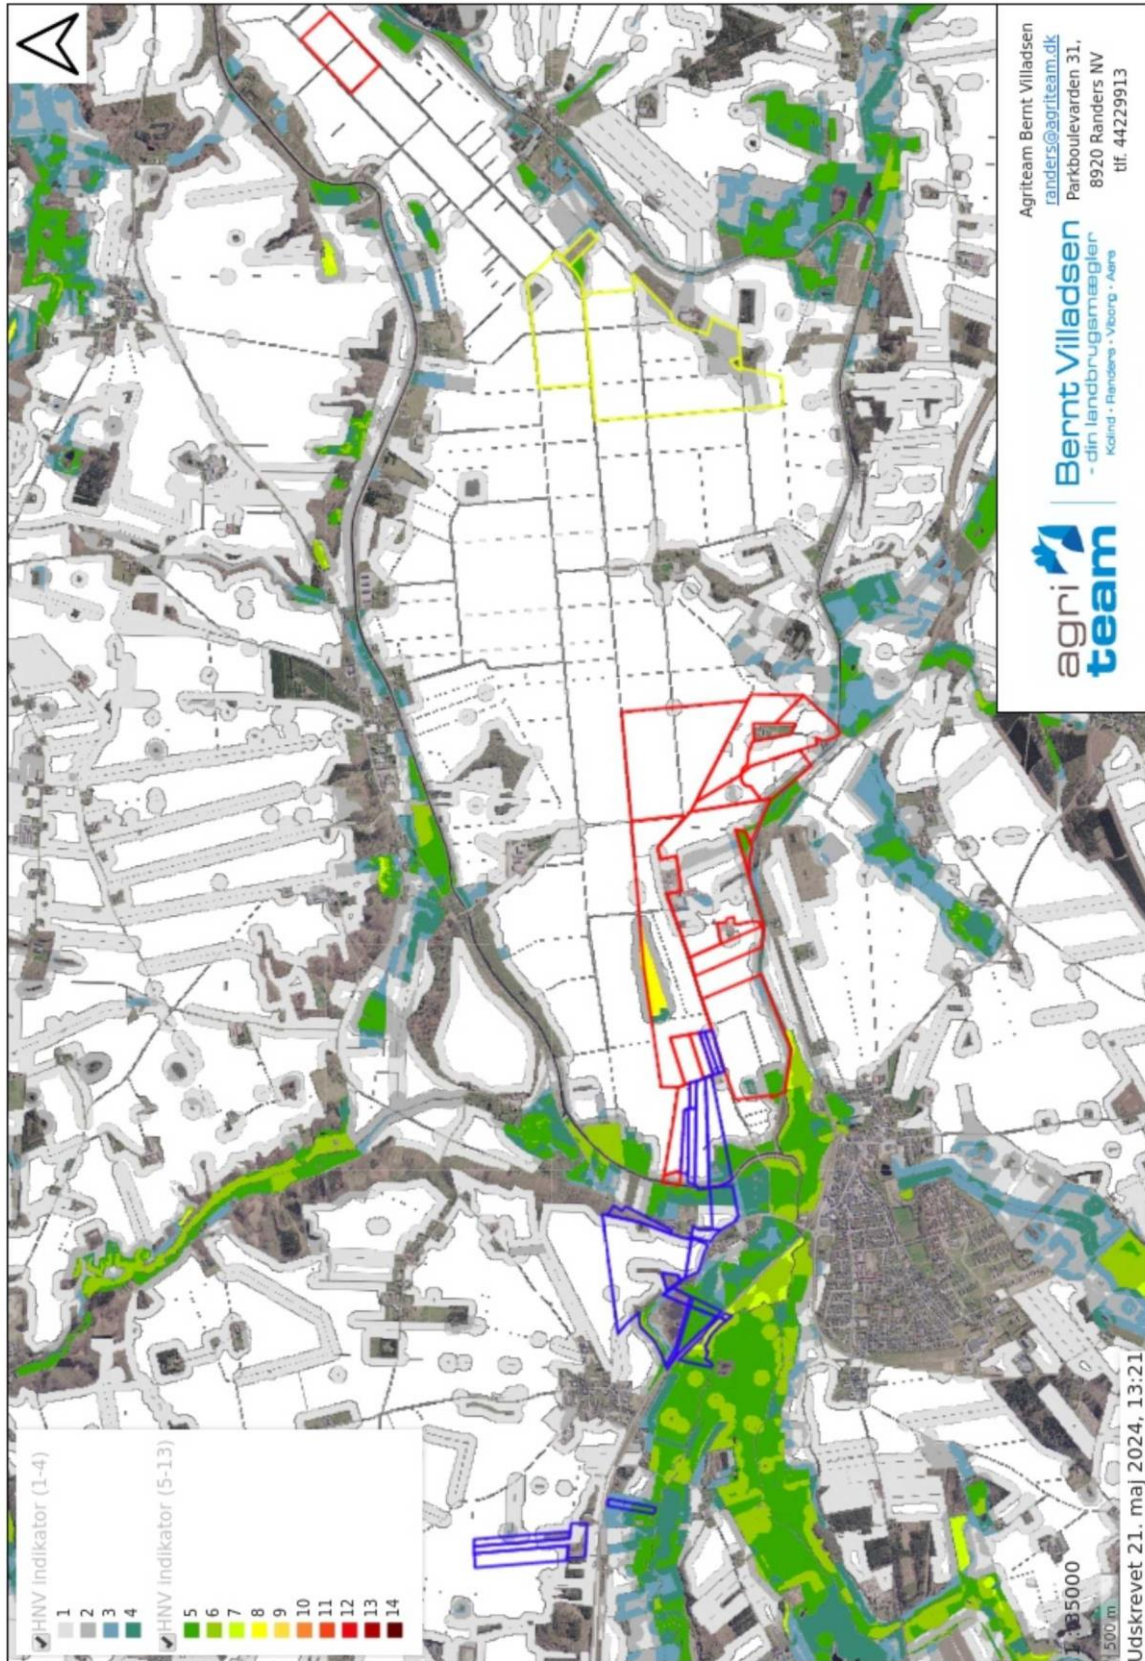 HNV indikator (1-4)
1
2
3
4
HNV indikator (5-13)
5
6
7
8
9
10
11
12
13
14
1:35000
500 m
Udskrevet 21. maj 2024, 13:21
agri
team
Bernt Villadsen
- din landbrugsmægler
Kolind • Randers • Viborg • Aars
Agriteam Bernt Villadsen
randers@agriteam.dk
Parkboulevarden 31,
8920 Randers NV
tlf. 44229913